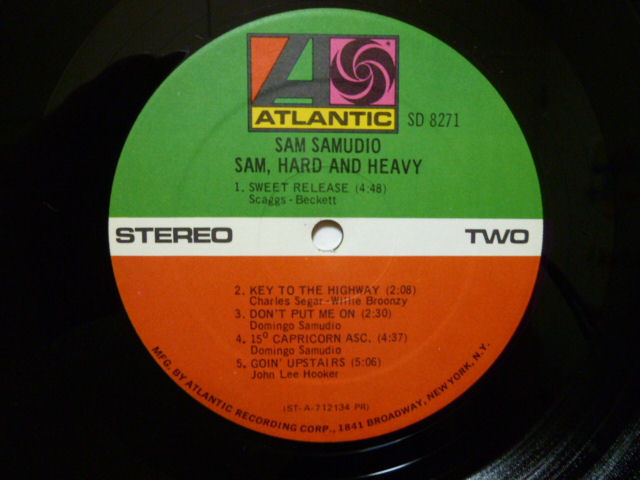 ATLANTIC SD 8271
SAM SAMUDIO
SAM, HARD AND HEAVY
1. SWEET RELEASE (4:48)
Scaggs - Beckett
STEREO TWO
2. KEY TO THE HIGHWAY (2:08)
Charles Segar-Willie Broonzy
3. DON'T PUT ME ON (2:30)
Domingo Samudio
4. 15° CAPRICORN ASC. (4:37)
Domingo Samudio
5. GOIN' UPSTAIRS (5:06)
John Lee Hooker
(ST-A-712134 PR)
MFG. BY ATLANTIC RECORDING CORP., 1841 BROADWAY, NEW YORK, N.Y.